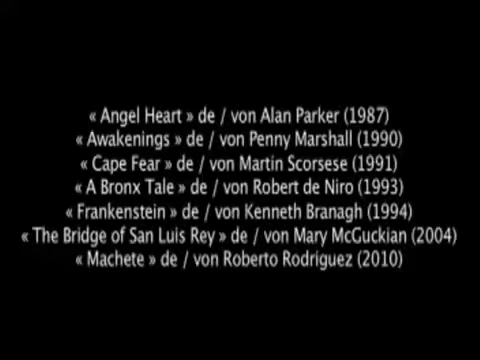 « Angel Heart » de / von Alan Parker (1987)
« Awakenings » de / von Penny Marshall (1990)
« Cape Fear » de / von Martin Scorsese (1991)
« A Bronx Tale » de / von Robert de Niro (1993)
« Frankenstein » de / von Kenneth Branagh (1994)
« The Bridge of San Luis Rey » de / von Mary McGuckian (2004)
« Machete » de / von Roberto Rodriguez (2010)